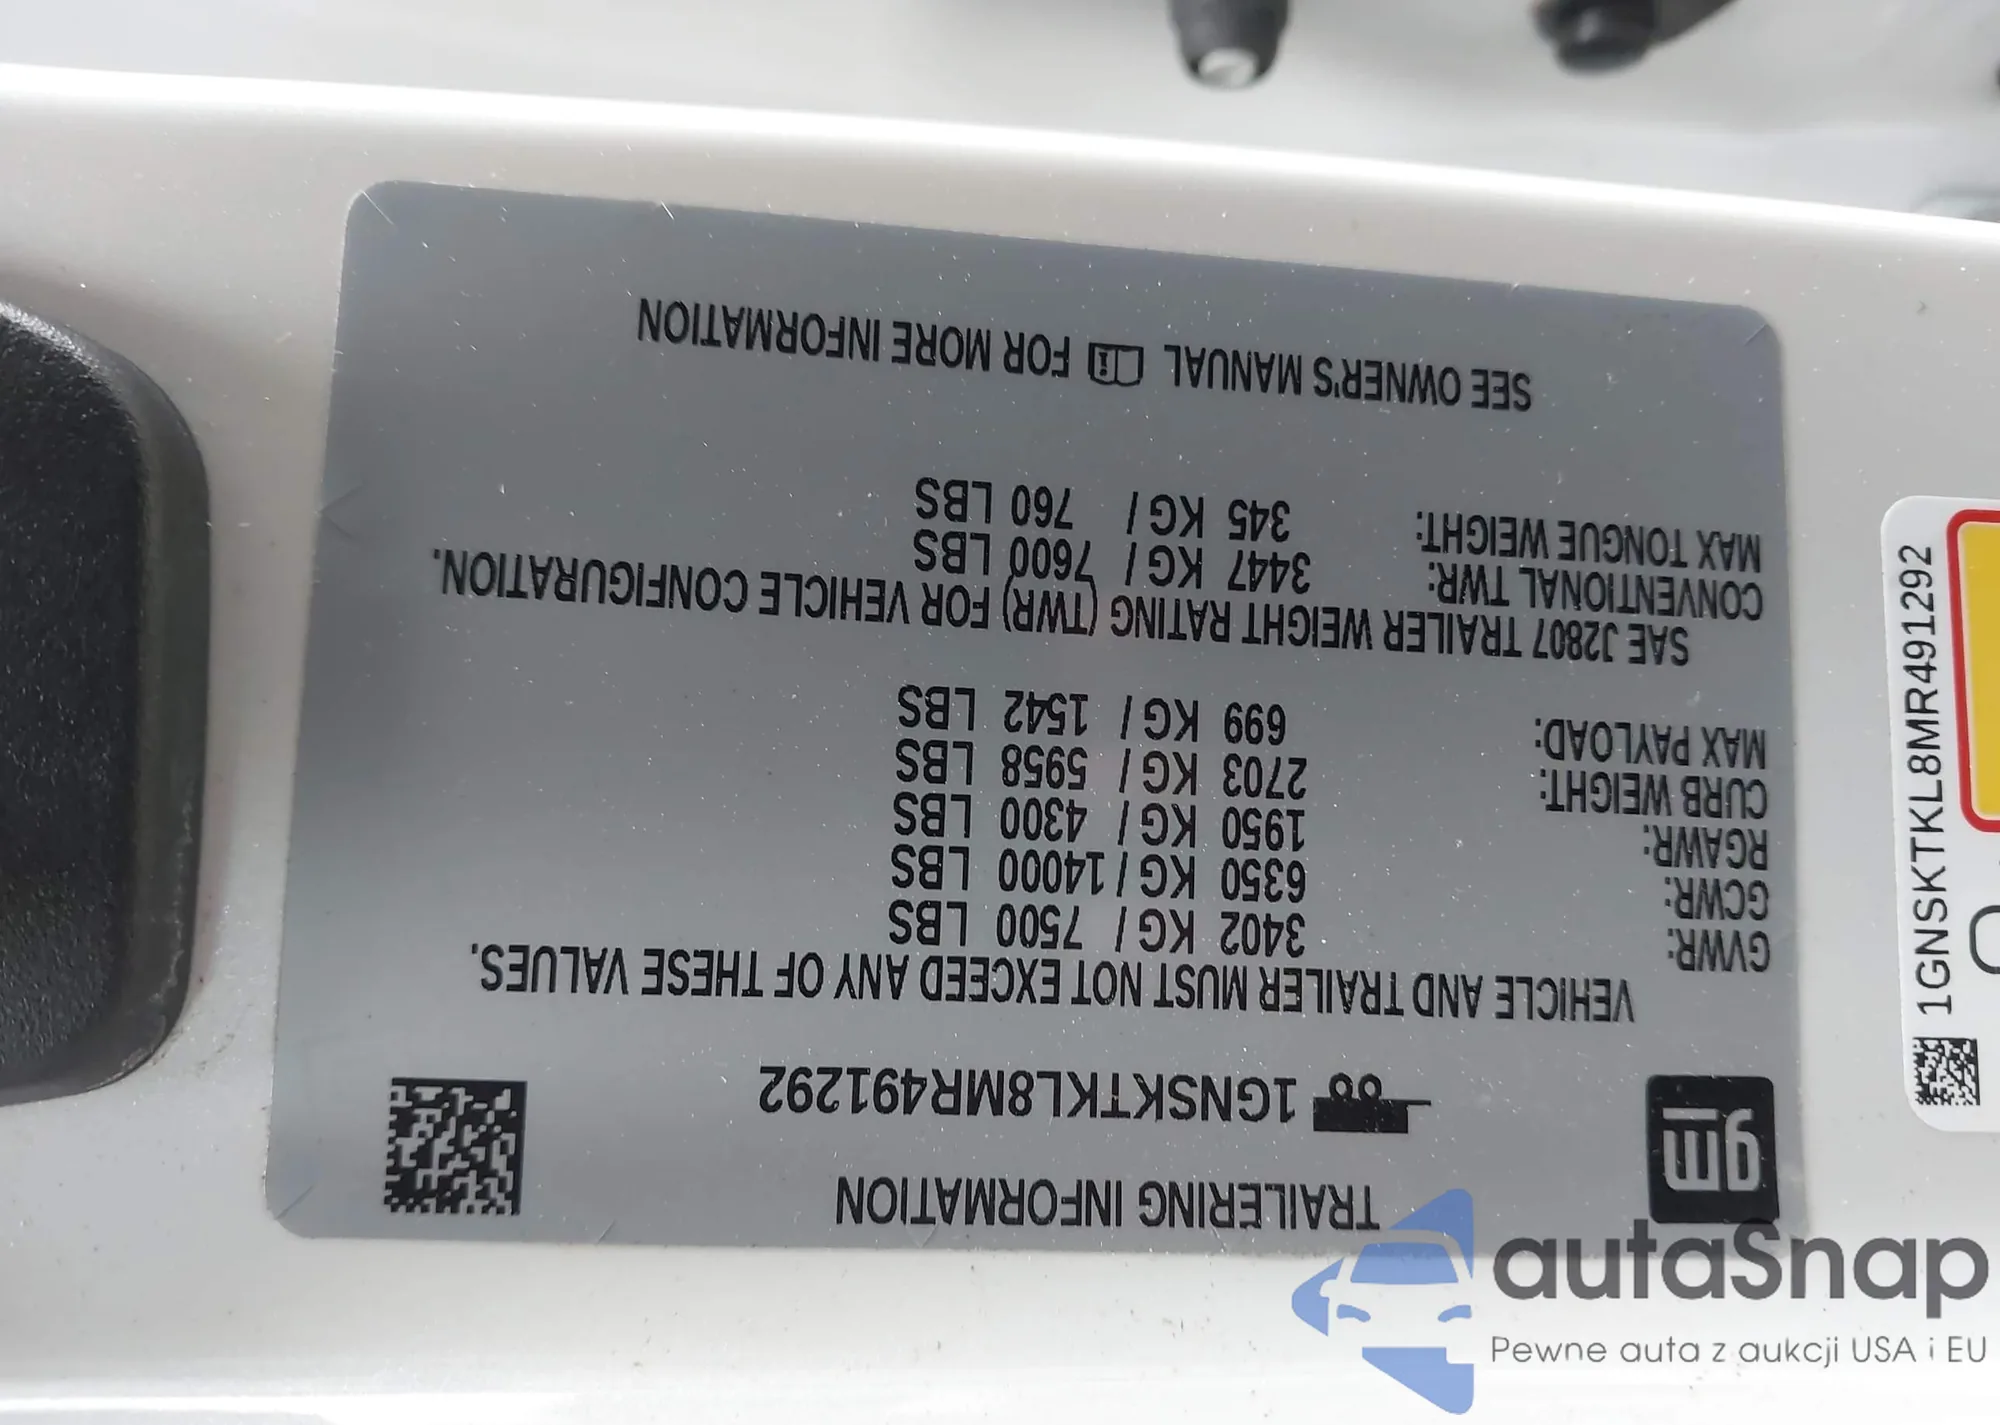 gm
TRAILERING INFORMATION
1GNSKTKL8MR491292
VEHICLE AND TRAILER MUST NOT EXCEED ANY OF THESE VALUES.
GVWR: 3402 KG / 7500 LBS
GCWR: 6350 KG / 14000 LBS
RGAWR: 1950 KG / 4300 LBS
CURB WEIGHT: 2703 KG / 5958 LBS
MAX PAYLOAD: 699 KG / 1542 LBS
SAE J2807 TRAILER WEIGHT RATING (TWR) FOR VEHICLE CONFIGURATION.
CONVENTIONAL TWR: 3447 KG / 7600 LBS
MAX TONGUE WEIGHT: 345 KG / 760 LBS
SEE OWNER'S MANUAL FOR MORE INFORMATION
1GNSKTKL8MR491292
autaSnap
Pewne auta z aukcji USA i EU